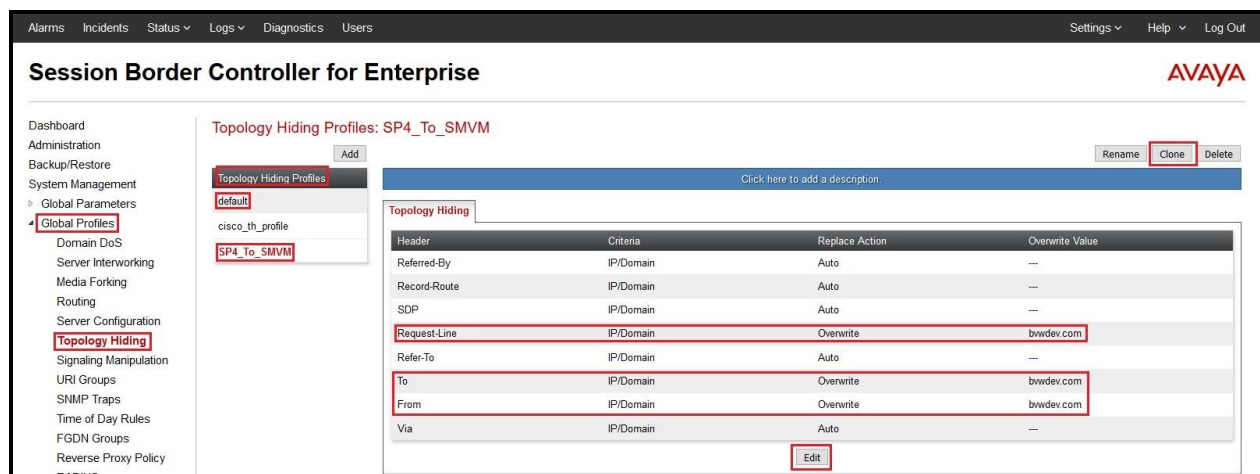 Alarms Incidents Status Logs Diagnostics Users Settings Help Log Out
Session Border Controller for Enterprise
AVAYA
Dashboard
Administration
Backup/Restore
System Management
Global Parameters
Global Profiles
Domain DoS
Server Interworking
Media Forking
Routing
Server Configuration
Topology Hiding
Signaling Manipulation
URI Groups
SNMP Traps
Time of Day Rules
FGDN Groups
Reverse Proxy Policy
Topology Hiding Profiles: SP4_To_SMVM
Add
Rename Clone Delete
Topology Hiding Profiles
default
cisco_th_profile
SP4_To_SMVM
Click here to add a description.
Topology Hiding
Header Criteria Replace Action Overwrite Value
Referred-By IP/Domain Auto ---
Record-Route IP/Domain Auto ---
SDP IP/Domain Auto ---
Request-Line IP/Domain Overwrite bvwdev.com
Refer-To IP/Domain Auto ---
To IP/Domain Overwrite bvwdev.com
From IP/Domain Overwrite bvwdev.com
Via IP/Domain Auto ---
Edit